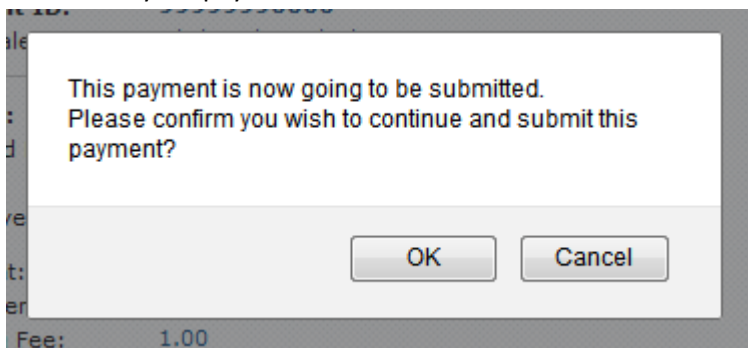 ID:
This payment is now going to be submitted.
Please confirm you wish to continue and submit this
payment?
OK
Cancel
Fee:
1.00